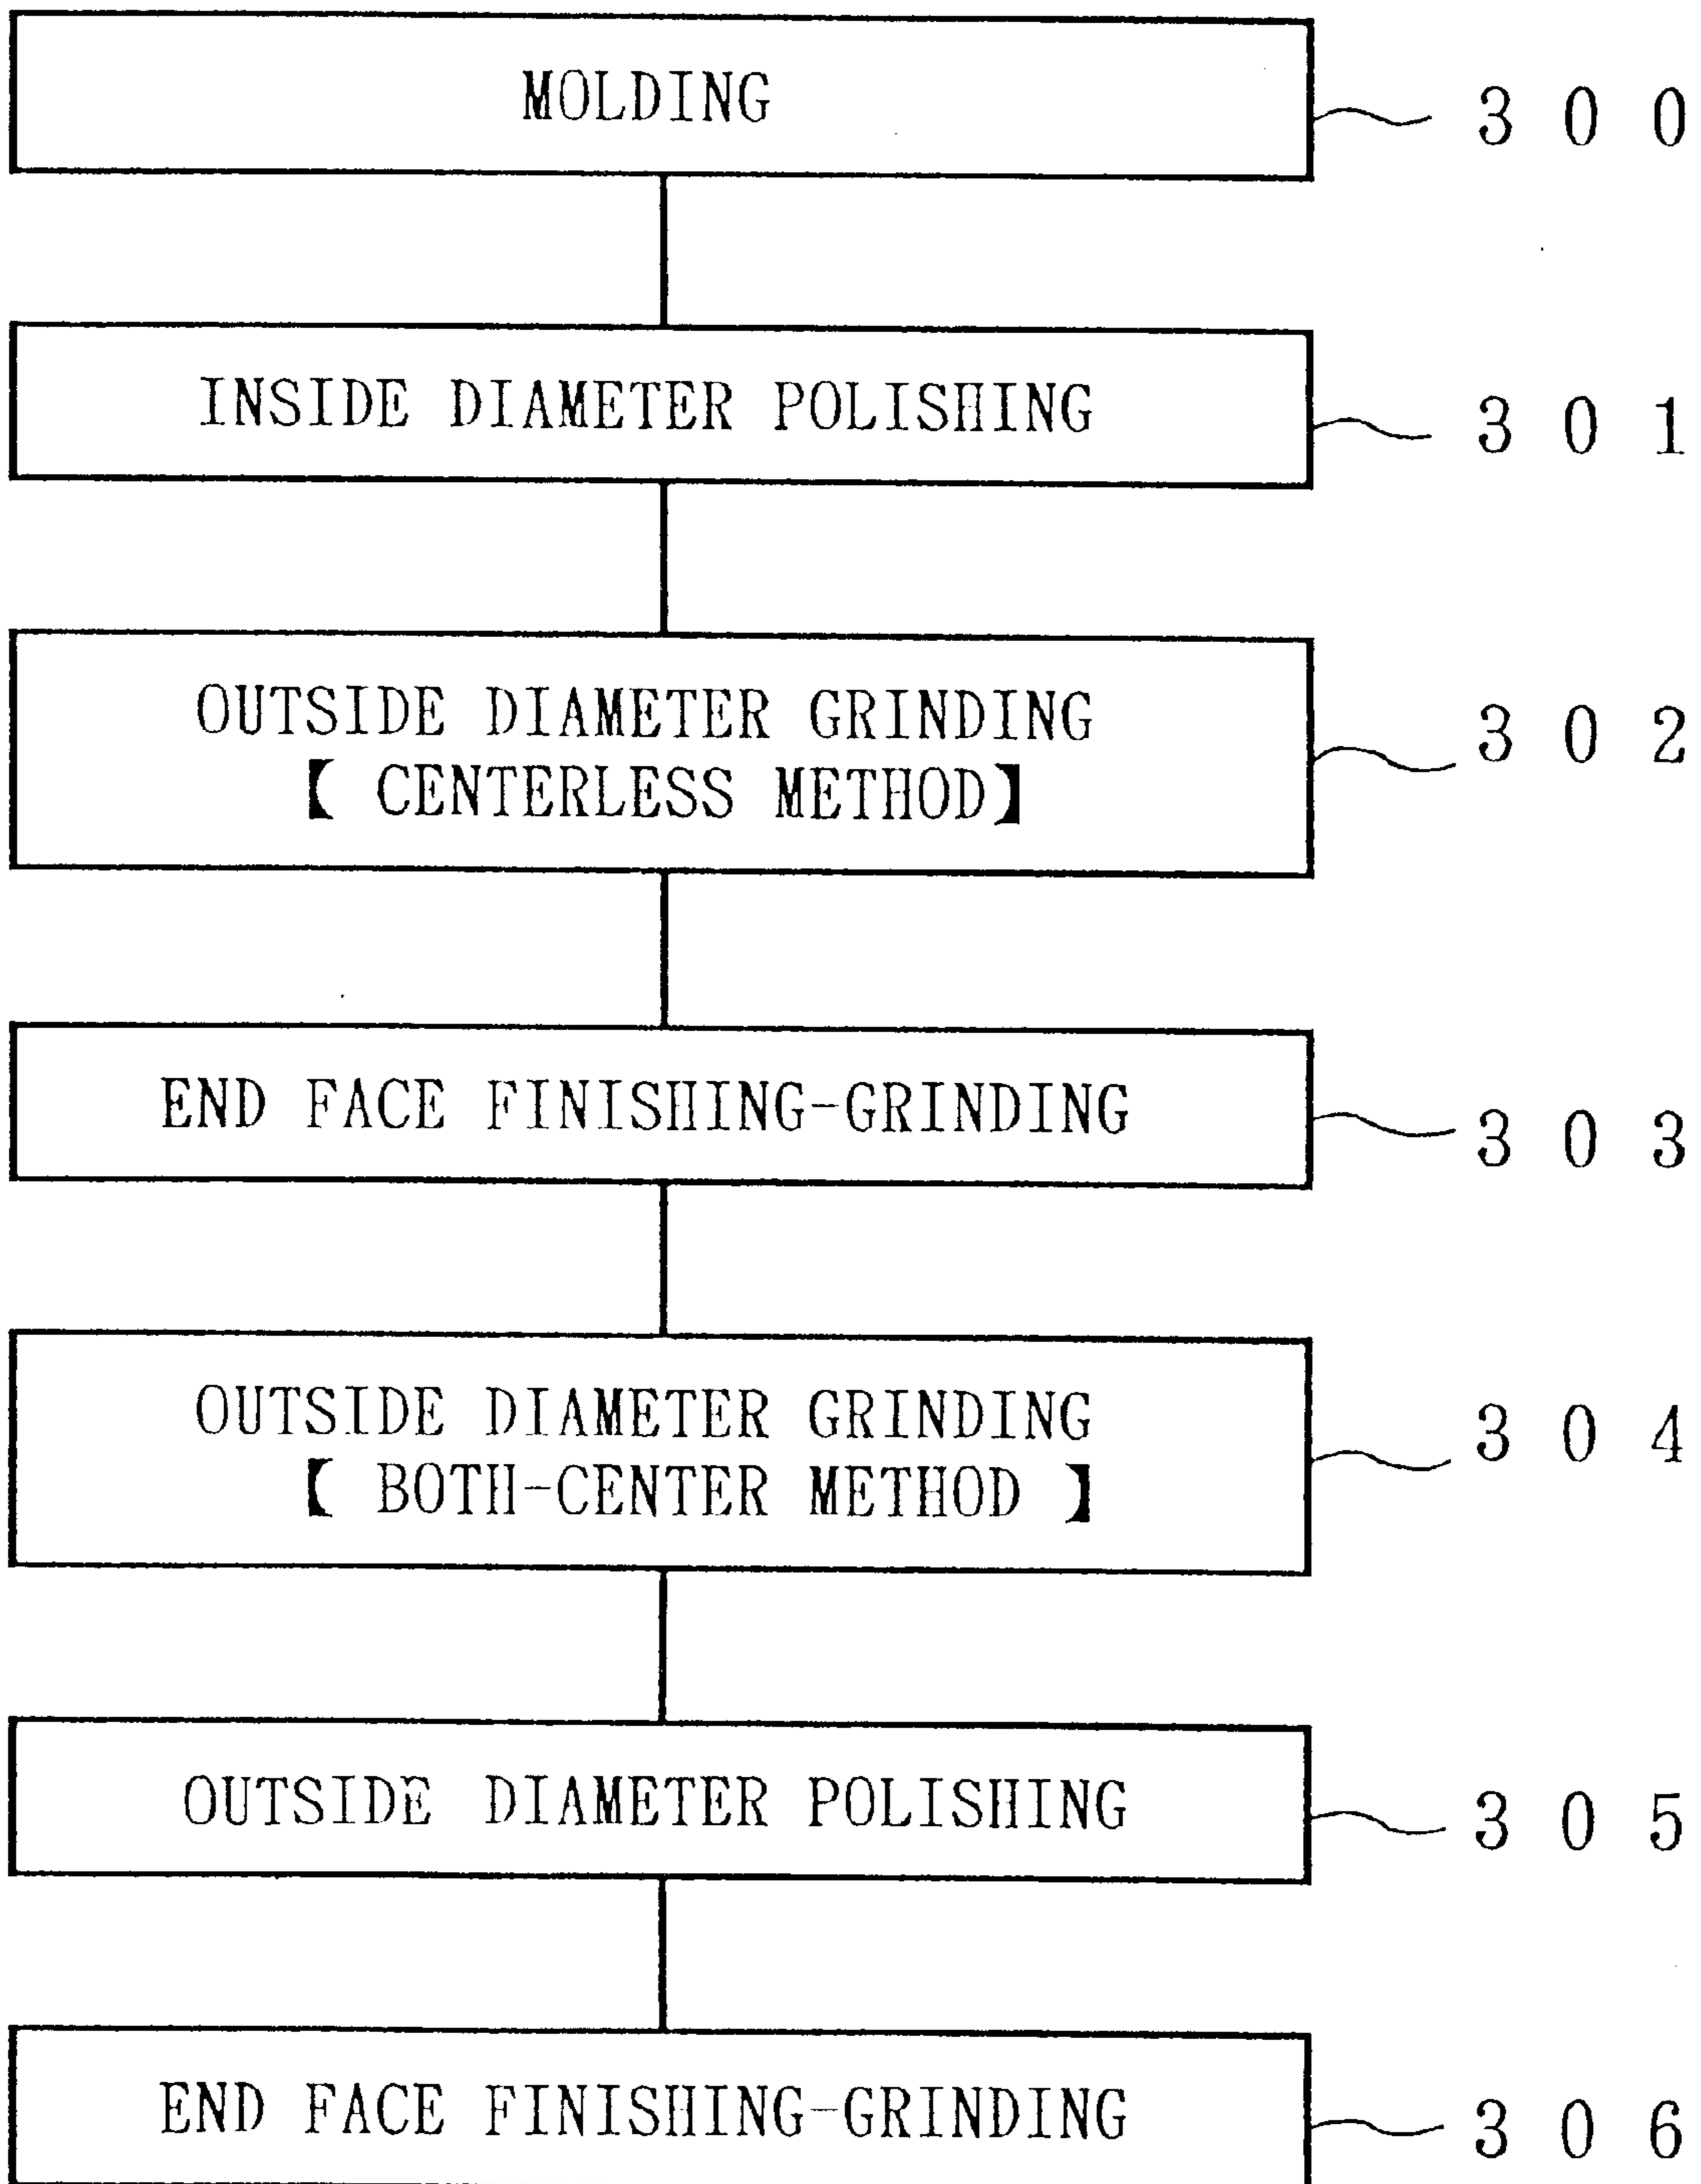 MOLDING
3 0 0
INSIDE DIAMETER POLISHING
3 0 1
OUTSIDE DIAMETER GRINDING
【 CENTERLESS METHOD】
3 0 2
END FACE FINISHING-GRINDING
3 0 3
OUTSIDE DIAMETER GRINDING
【 BOTH-CENTER METHOD 】
3 0 4
OUTSIDE DIAMETER POLISHING
3 0 5
END FACE FINISHING-GRINDING
3 0 6